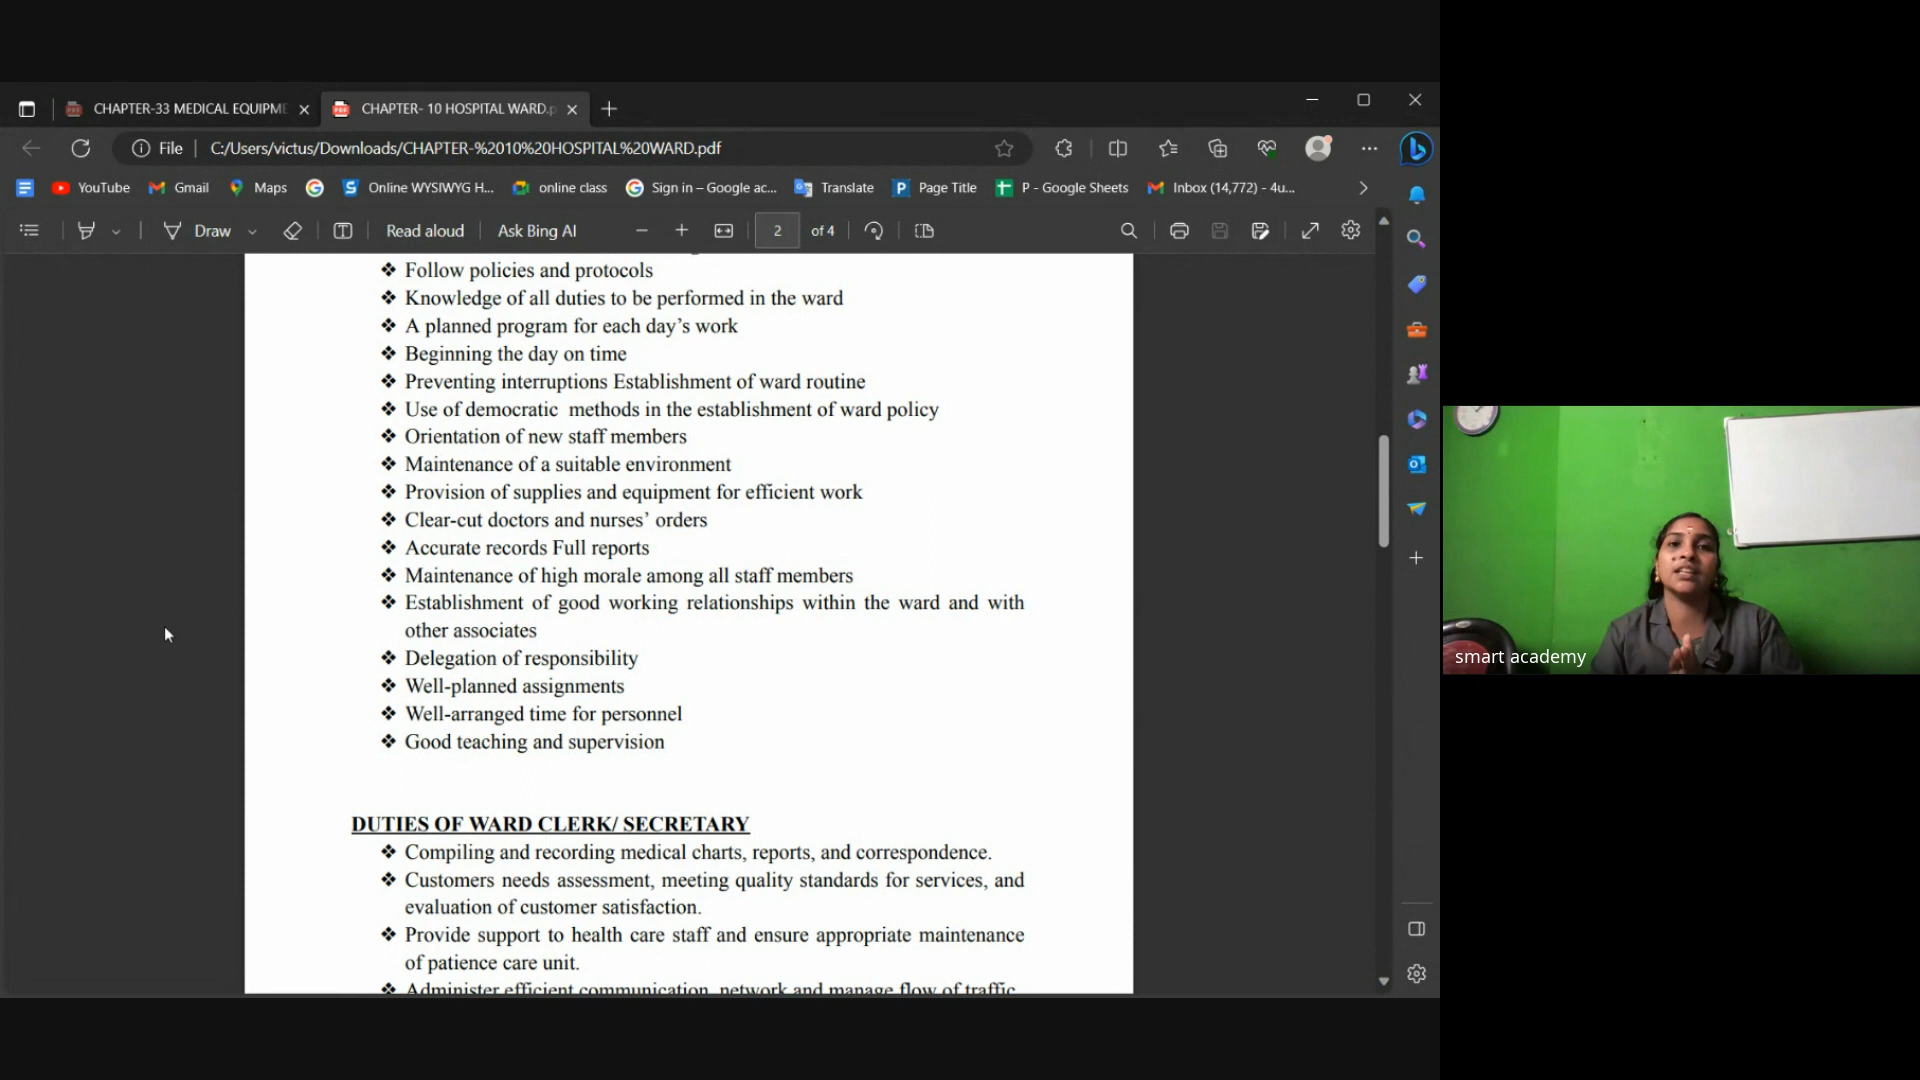 CHAPTER-33 MEDICAL EQUIPME
CHAPTER- 10 HOSPITAL WARD.p
File
C:/Users/victus/Downloads/CHAPTER-%2010%20HOSPITAL%20WARD.pdf
YouTube
Gmail
Maps
Online WYSIWYG H...
online class
Sign in – Google ac...
Translate
Page Title
P - Google Sheets
Inbox (14,772) - 4u...
Draw
Read aloud
Ask Bing AI
2
of 4
❖ Follow policies and protocols
❖ Knowledge of all duties to be performed in the ward
❖ A planned program for each day’s work
❖ Beginning the day on time
❖ Preventing interruptions Establishment of ward routine
❖ Use of democratic methods in the establishment of ward policy
❖ Orientation of new staff members
❖ Maintenance of a suitable environment
❖ Provision of supplies and equipment for efficient work
❖ Clear-cut doctors and nurses’ orders
❖ Accurate records Full reports
❖ Maintenance of high morale among all staff members
❖ Establishment of good working relationships within the ward and with
other associates
❖ Delegation of responsibility
❖ Well-planned assignments
❖ Well-arranged time for personnel
❖ Good teaching and supervision
DUTIES OF WARD CLERK/ SECRETARY
❖ Compiling and recording medical charts, reports, and correspondence.
❖ Customers needs assessment, meeting quality standards for services, and
evaluation of customer satisfaction.
❖ Provide support to health care staff and ensure appropriate maintenance
of patience care unit.
❖ Administer efficient communication, network and manage flow of traffic
smart academy